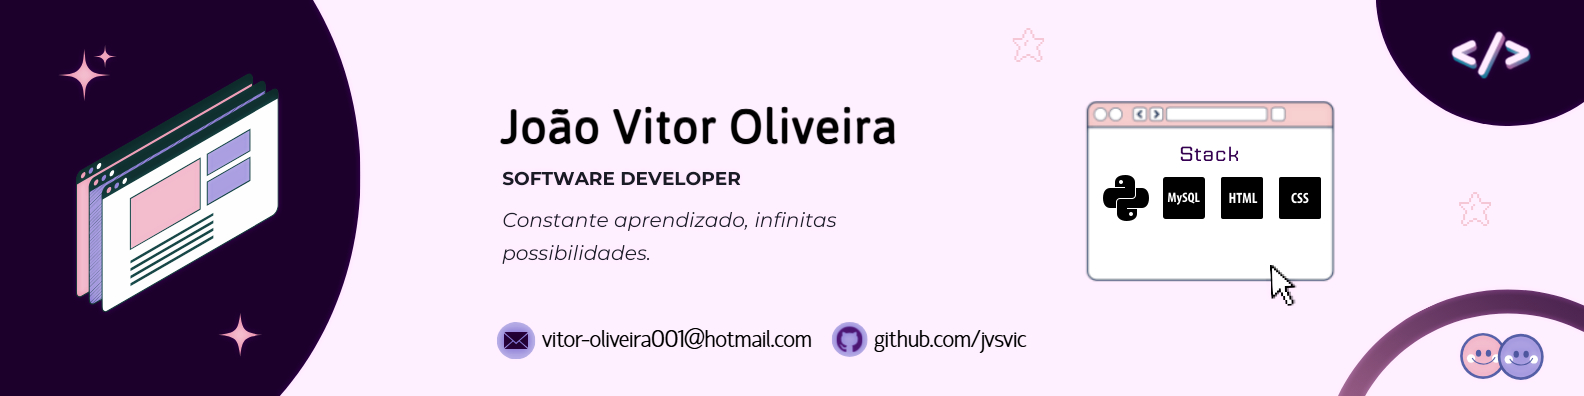 </>
João Vitor Oliveira
SOFTWARE DEVELOPER
Constante aprendizado, infinitas
possibilidades.
vitor-oliveira001@hotmail.com github.com/jvsvic
Stack
MySQL HTML CSS